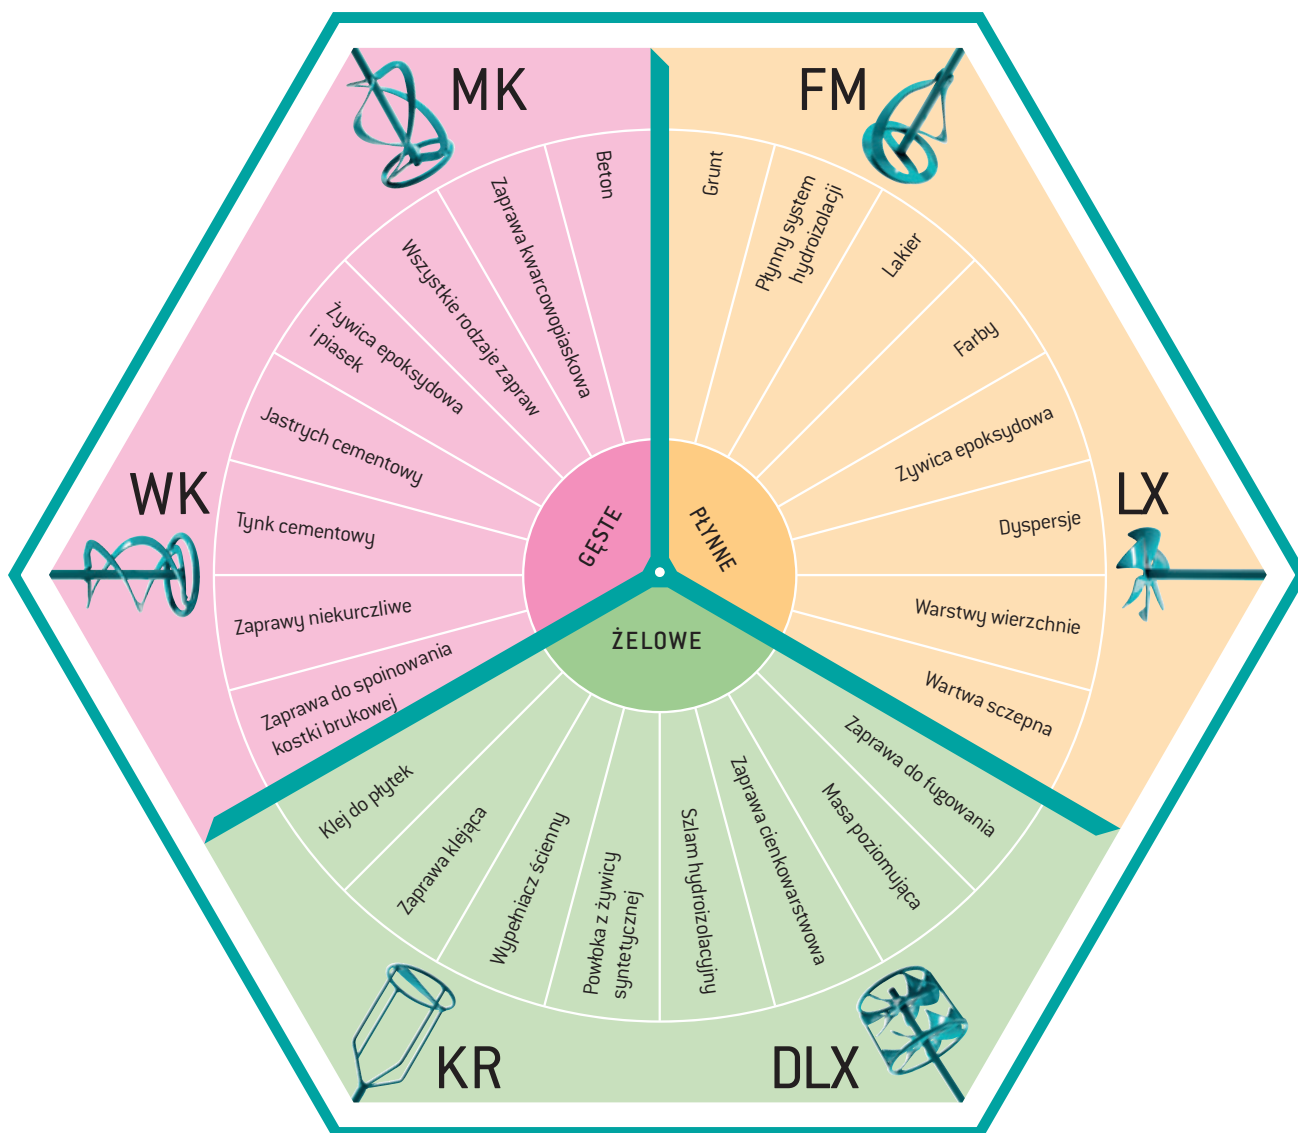 MK
FM
WK
LX
KR
DLX
GĘSTE
PŁYNNE
ŻELOWE
Beton
Zaprawa kwarcowopiaskowa
Wszystkie rodzaje zapraw
Żywica epoksydowa
i piasek
Jastrych cementowy
Tynk cementowy
Zaprawy niekurczliwe
Zaprawa do spoinowania
kostki brukowej
Grunt
Płynny system
hydroizolacji
Lakier
Farby
Zywica epoksydowa
Dyspersje
Warstwy wierzchnie
Wartwa sczepna
Zaprawa do fugowania
Masa poziomująca
Zaprawa cienkowarstwowa
Szlam hydroizolacyjny
Powłoka z żywicy
syntetycznej
Wypełniacz ścienny
Zaprawa klejąca
Klej do płytek